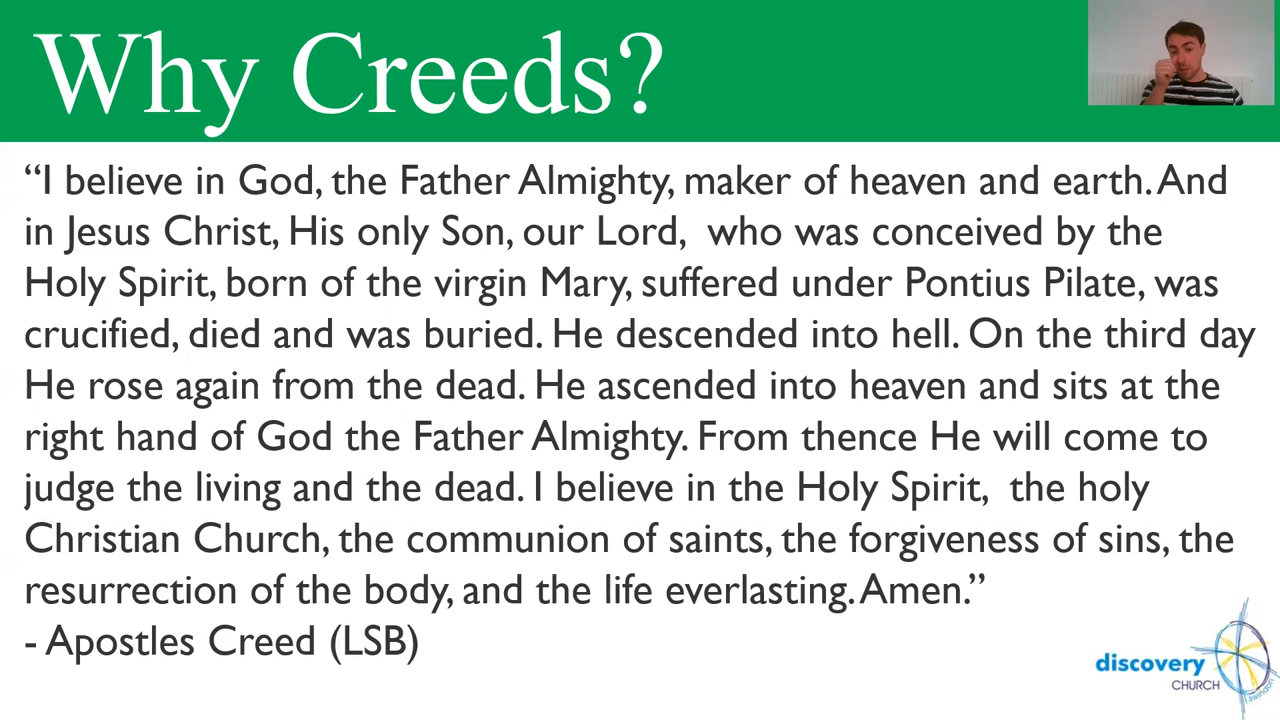 Why Creeds?
“I believe in God, the Father Almighty, maker of heaven and earth. And
in Jesus Christ, His only Son, our Lord,  who was conceived by the
Holy Spirit, born of the virgin Mary, suffered under Pontius Pilate, was
crucified, died and was buried. He descended into hell. On the third day
He rose again from the dead. He ascended into heaven and sits at the
right hand of God the Father Almighty. From thence He will come to
judge the living and the dead. I believe in the Holy Spirit,  the holy
Christian Church, the communion of saints, the forgiveness of sins, the
resurrection of the body, and the life everlasting. Amen.”
- Apostles Creed (LSB)
discovery
CHURCH
swindon